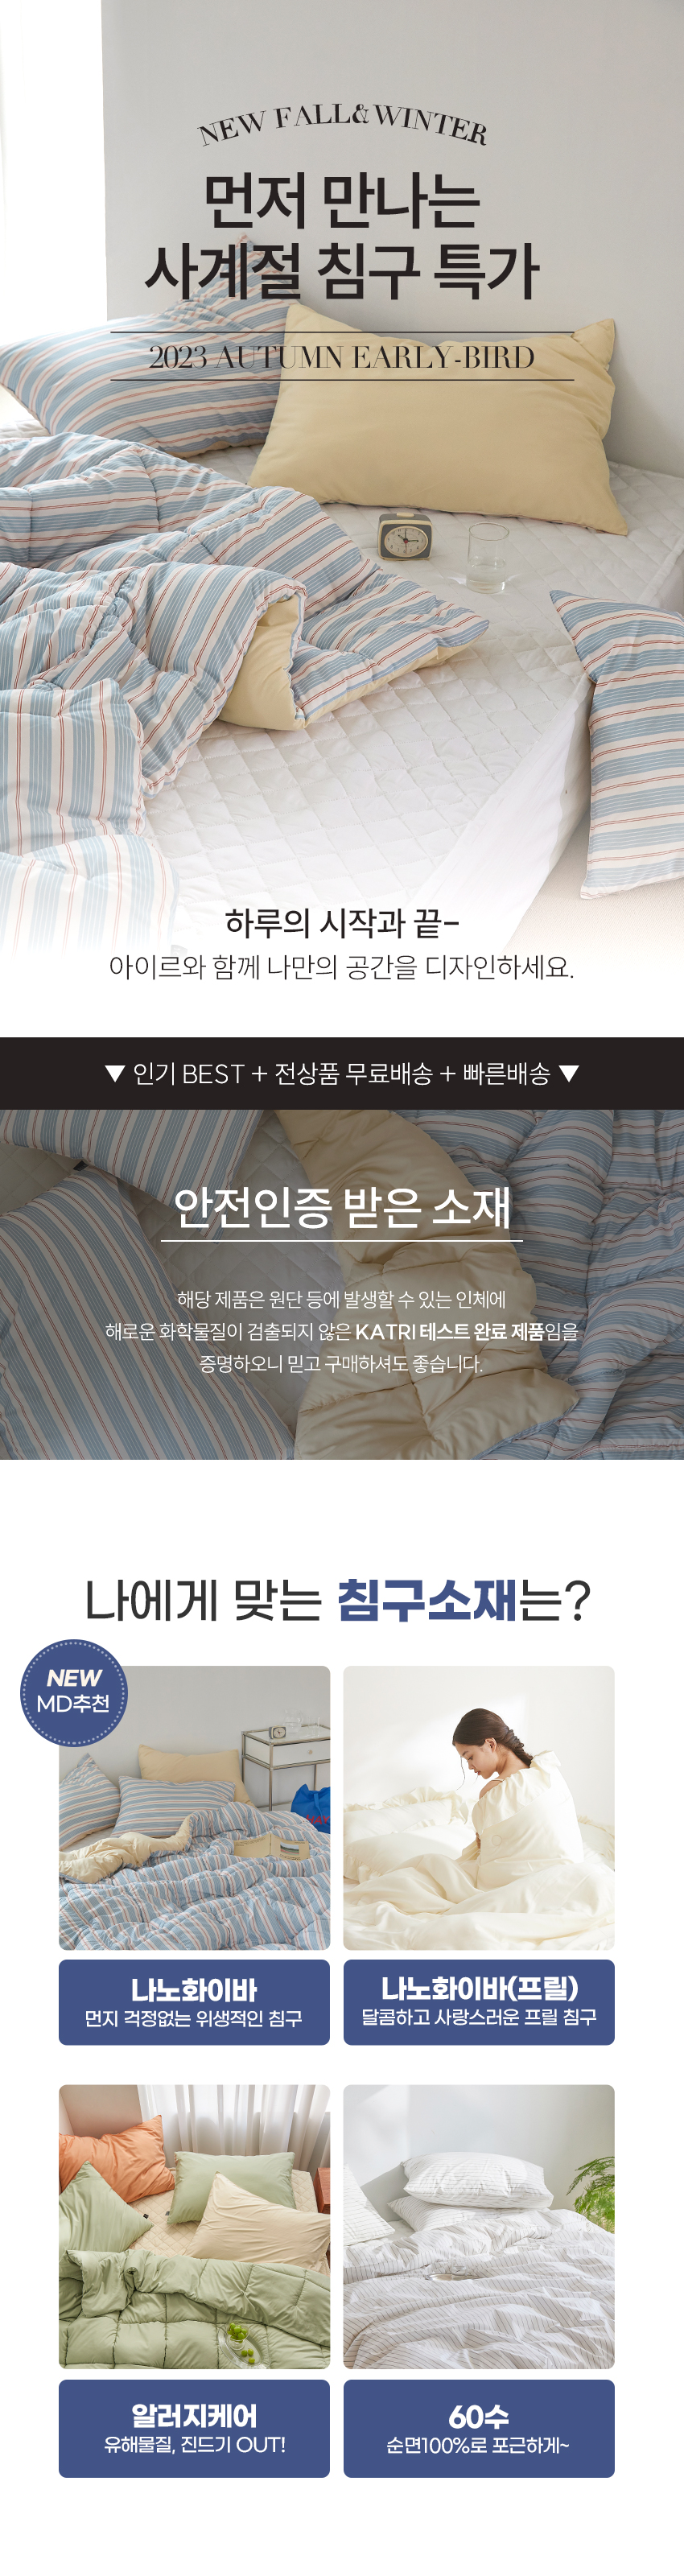 NEW FALL&WINTER
먼저 만나는
사계절 침구 특가
2023 AUTUMN EARLY-BIRD
하루의 시작과 끝-
아이르와 함께 나만의 공간을 디자인하세요.
▼ 인기 BEST + 전상품 무료배송 + 빠른배송 ▼
안전인증 받은 소재
해당 제품은 원단 등에 발생할 수 있는 인체에
해로운 화학물질이 검출되지 않은 KATRI 테스트 완료 제품임을
증명하오니 믿고 구매하셔도 좋습니다.
나에게 맞는 침구소재는?
NEW
MD추천
나노화이바
먼지 걱정없는 위생적인 침구
나노화이바(프릴)
달콤하고 사랑스러운 프릴 침구
알러지케어
유해물질, 진드기 OUT!
60수
순면100%로 포근하게~